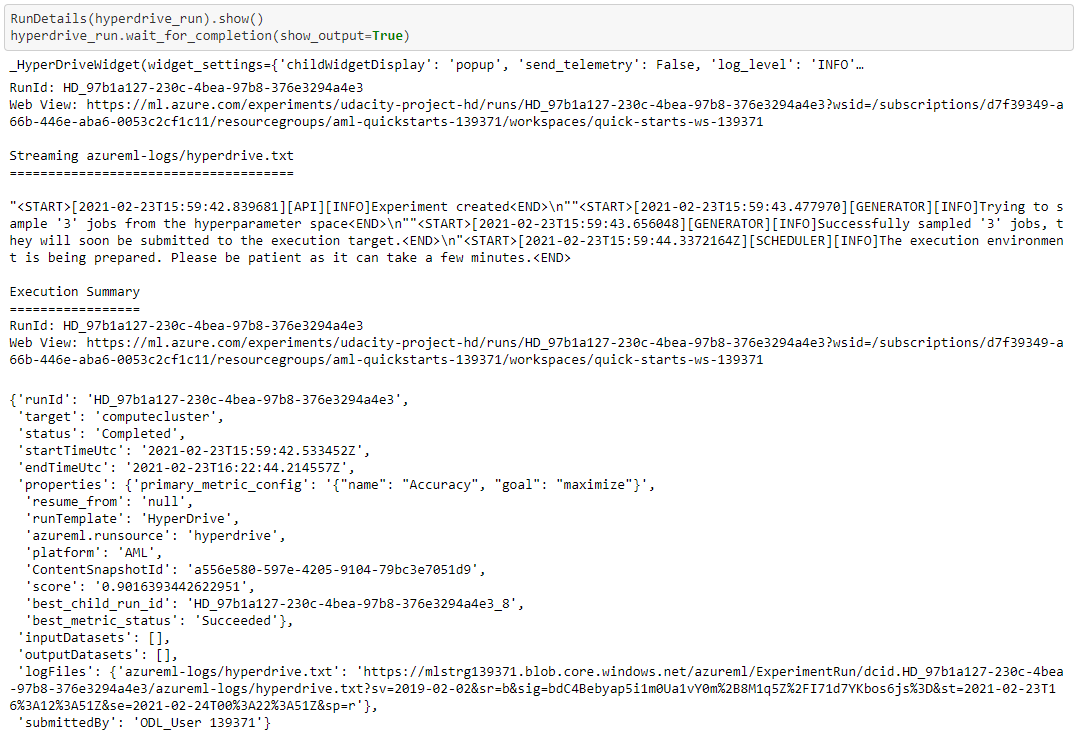 RunDetails(hyperdrive_run).show()
hyperdrive_run.wait_for_completion(show_output=True)
_HyperDriveWidget(widget_settings={'childWidgetDisplay': 'popup', 'send_telemetry': False, 'log_level': 'INFO'…
RunId: HD_97b1a127-230c-4bea-97b8-376e3294a4e3
Web View: https://ml.azure.com/experiments/udacity-project-hd/runs/HD_97b1a127-230c-4bea-97b8-376e3294a4e3?wsid=/subscriptions/d7f39349-a
66b-446e-aba6-0053c2cf1c11/resourcegroups/aml-quickstarts-139371/workspaces/quick-starts-ws-139371
Streaming azureml-logs/hyperdrive.txt
=====================================
"<START>[2021-02-23T15:59:42.839681][API][INFO]Experiment created<END>\n""<START>[2021-02-23T15:59:43.477970][GENERATOR][INFO]Trying to s
ample '3' jobs from the hyperparameter space<END>\n""<START>[2021-02-23T15:59:43.656048][GENERATOR][INFO]Successfully sampled '3' jobs, t
hey will soon be submitted to the execution target.<END>\n"<START>[2021-02-23T15:59:44.3372164Z][SCHEDULER][INFO]The execution environmen
t is being prepared. Please be patient as it can take a few minutes.<END>
Execution Summary
=================
RunId: HD_97b1a127-230c-4bea-97b8-376e3294a4e3
Web View: https://ml.azure.com/experiments/udacity-project-hd/runs/HD_97b1a127-230c-4bea-97b8-376e3294a4e3?wsid=/subscriptions/d7f39349-a
66b-446e-aba6-0053c2cf1c11/resourcegroups/aml-quickstarts-139371/workspaces/quick-starts-ws-139371
{'runId': 'HD_97b1a127-230c-4bea-97b8-376e3294a4e3',
'target': 'computecluster',
'status': 'Completed',
'startTimeUtc': '2021-02-23T15:59:42.533452Z',
'endTimeUtc': '2021-02-23T16:22:44.214557Z',
'properties': {'primary_metric_config': '{"name": "Accuracy", "goal": "maximize"}',
'resume_from': 'null',
'runTemplate': 'HyperDrive',
'azureml.runsource': 'hyperdrive',
'platform': 'AML',
'ContentSnapshotId': 'a556e580-597e-4205-9104-79bc3e7051d9',
'score': '0.9016393442622951',
'best_child_run_id': 'HD_97b1a127-230c-4bea-97b8-376e3294a4e3_8',
'best_metric_status': 'Succeeded'},
'inputDatasets': [],
'outputDatasets': [],
'logFiles': {'azureml-logs/hyperdrive.txt': 'https://mlstrg139371.blob.core.windows.net/azureml/ExperimentRun/dcid.HD_97b1a127-230c-4bea
-97b8-376e3294a4e3/azureml-logs/hyperdrive.txt?sv=2019-02-02&sr=b&sig=bdC4Bebyap5i1m0Ua1vY0m%2B8M1q5Z%2FI71d7YKbos6js%3D&st=2021-02-23T1
6%3A12%3A51Z&se=2021-02-24T00%3A22%3A51Z&sp=r'},
'submittedBy': 'ODL_User 139371'}